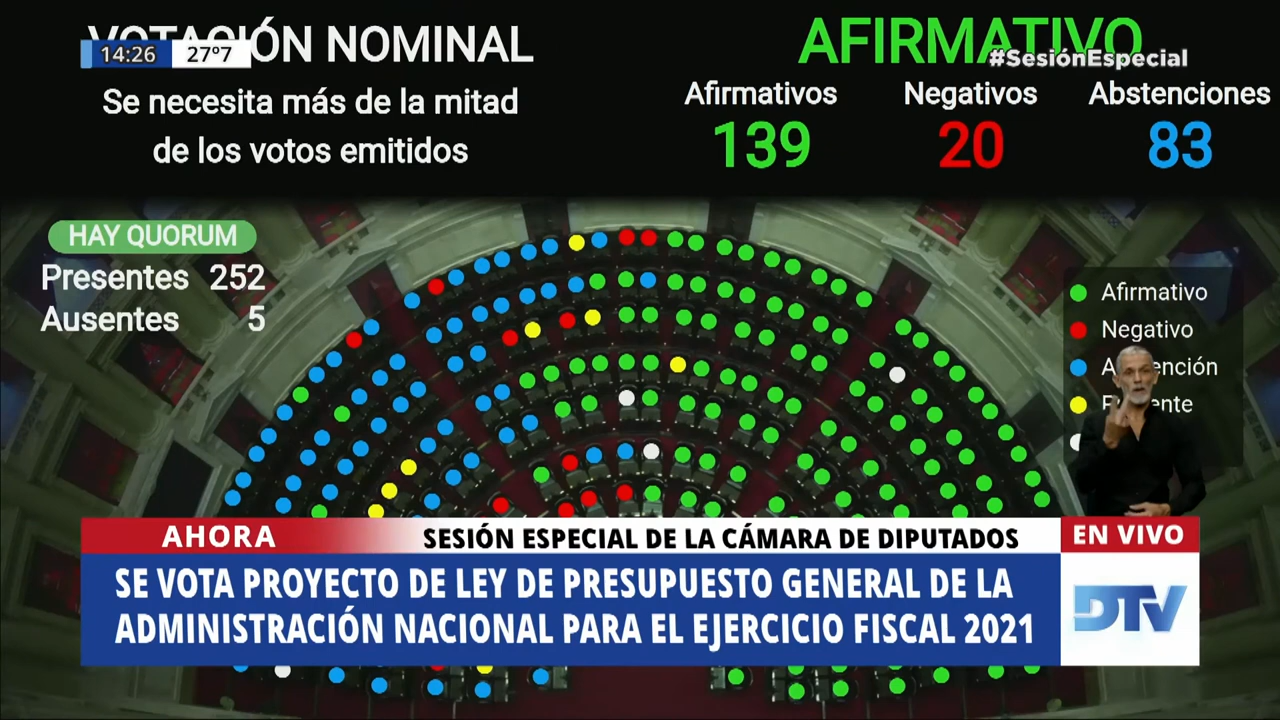 VOTACIÓN NOMINAL
14:26 27º7
Se necesita más de la mitad
de los votos emitidos
AFIRMATIVO
#SesiónEspecial
Afirmativos Negativos Abstenciones
139 20 83
HAY QUORUM
Presentes 252
Ausentes 5
Afirmativo
Negativo
AHORA
SESIÓN ESPECIAL DE LA CÁMARA DE DIPUTADOS
EN VIVO
SE VOTA PROYECTO DE LEY DE PRESUPUESTO GENERAL DE LA
ADMINISTRACIÓN NACIONAL PARA EL EJERCICIO FISCAL 2021
DTV